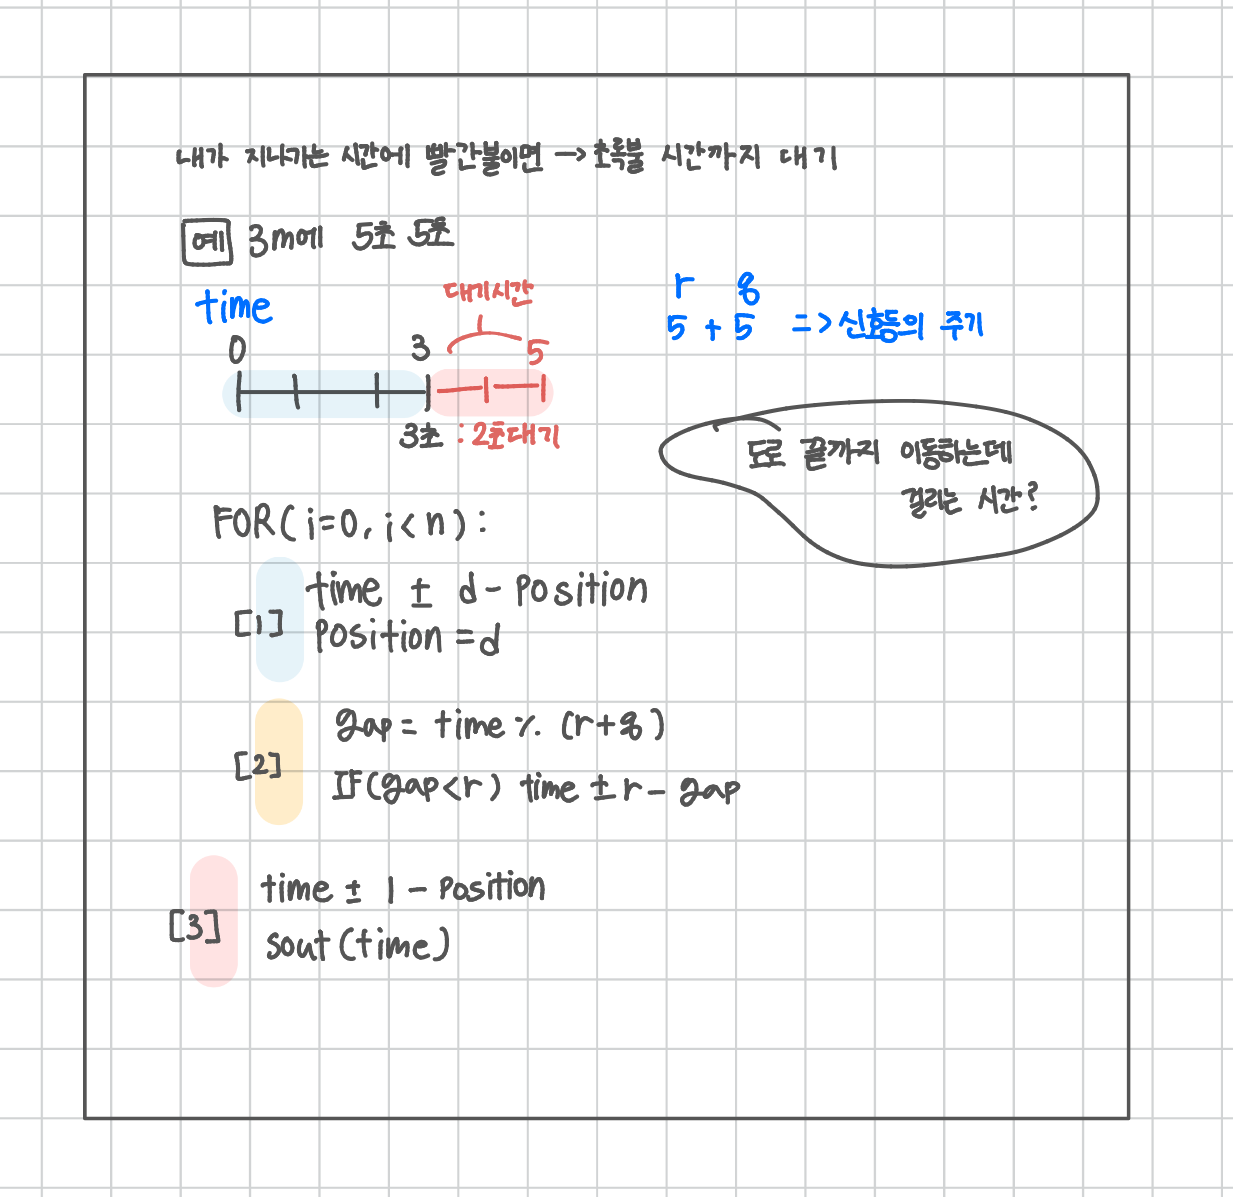 내가 지나가는 시간에 빨간불이면 → 초록불 시간까지 대기
예 3m에 5초 5초
time
대기시간
r g
5 + 5 => 신호등의 주기
0 3 5
3초 : 2초대기
도로 끝까지 이동하는데
걸리는 시간?
FOR(i=0, i<n):
[1]
time ± d - position
position = d
[2]
gap = time % (r+g)
IF(gap<r) time ± r - gap
[3]
time ± l - position
sout(time)